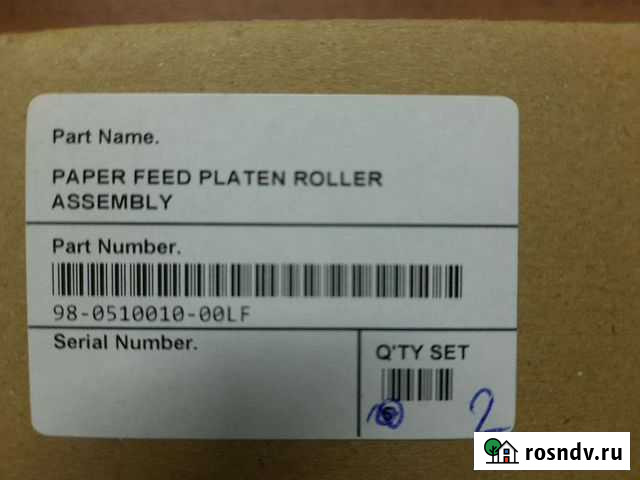 Part Name.
PAPER FEED PLATEN ROLLER
ASSEMBLY
Part Number.
98-0510010-00LF
Serial Number.
Q'TY SET
2
rosndv.ru